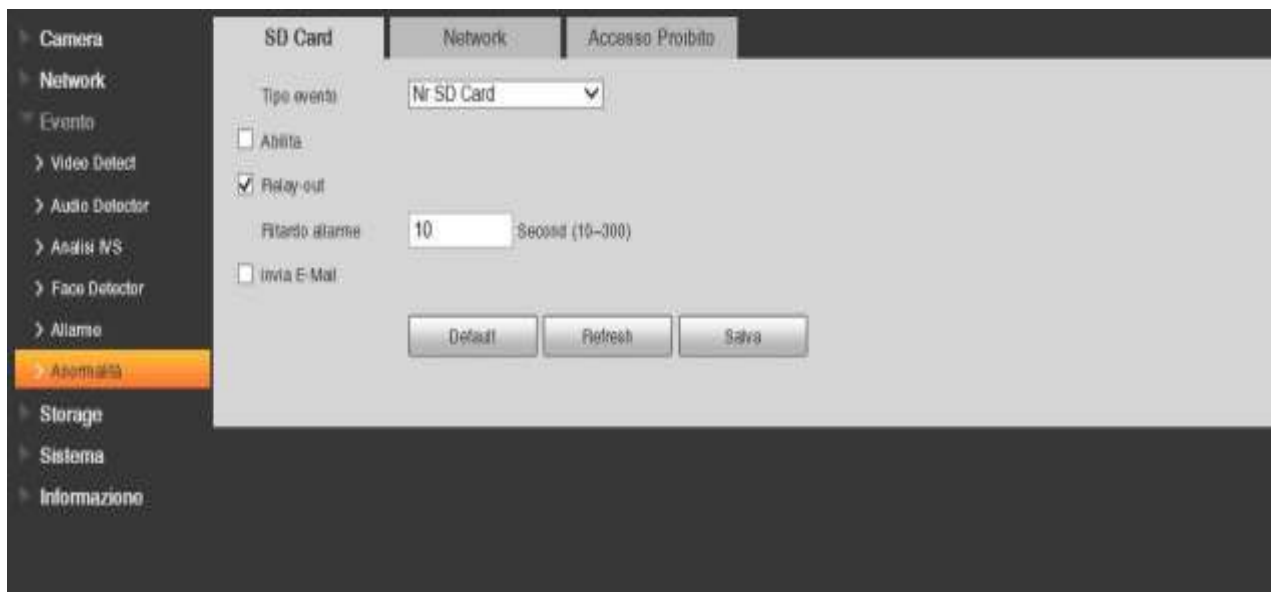 Camera
Network
Evento
Video Detect
Audio Detector
Analisi IVS
Face Detector
Allarme
Anormalità
Storage
Sistema
Informazione
SD Card Network Accesso Proibito
Tipo evento Nr SD Card
Abilita
Relay-out
Ritardo allarme 10 Second (10~300)
Invia E-Mail
Default Refresh Salva